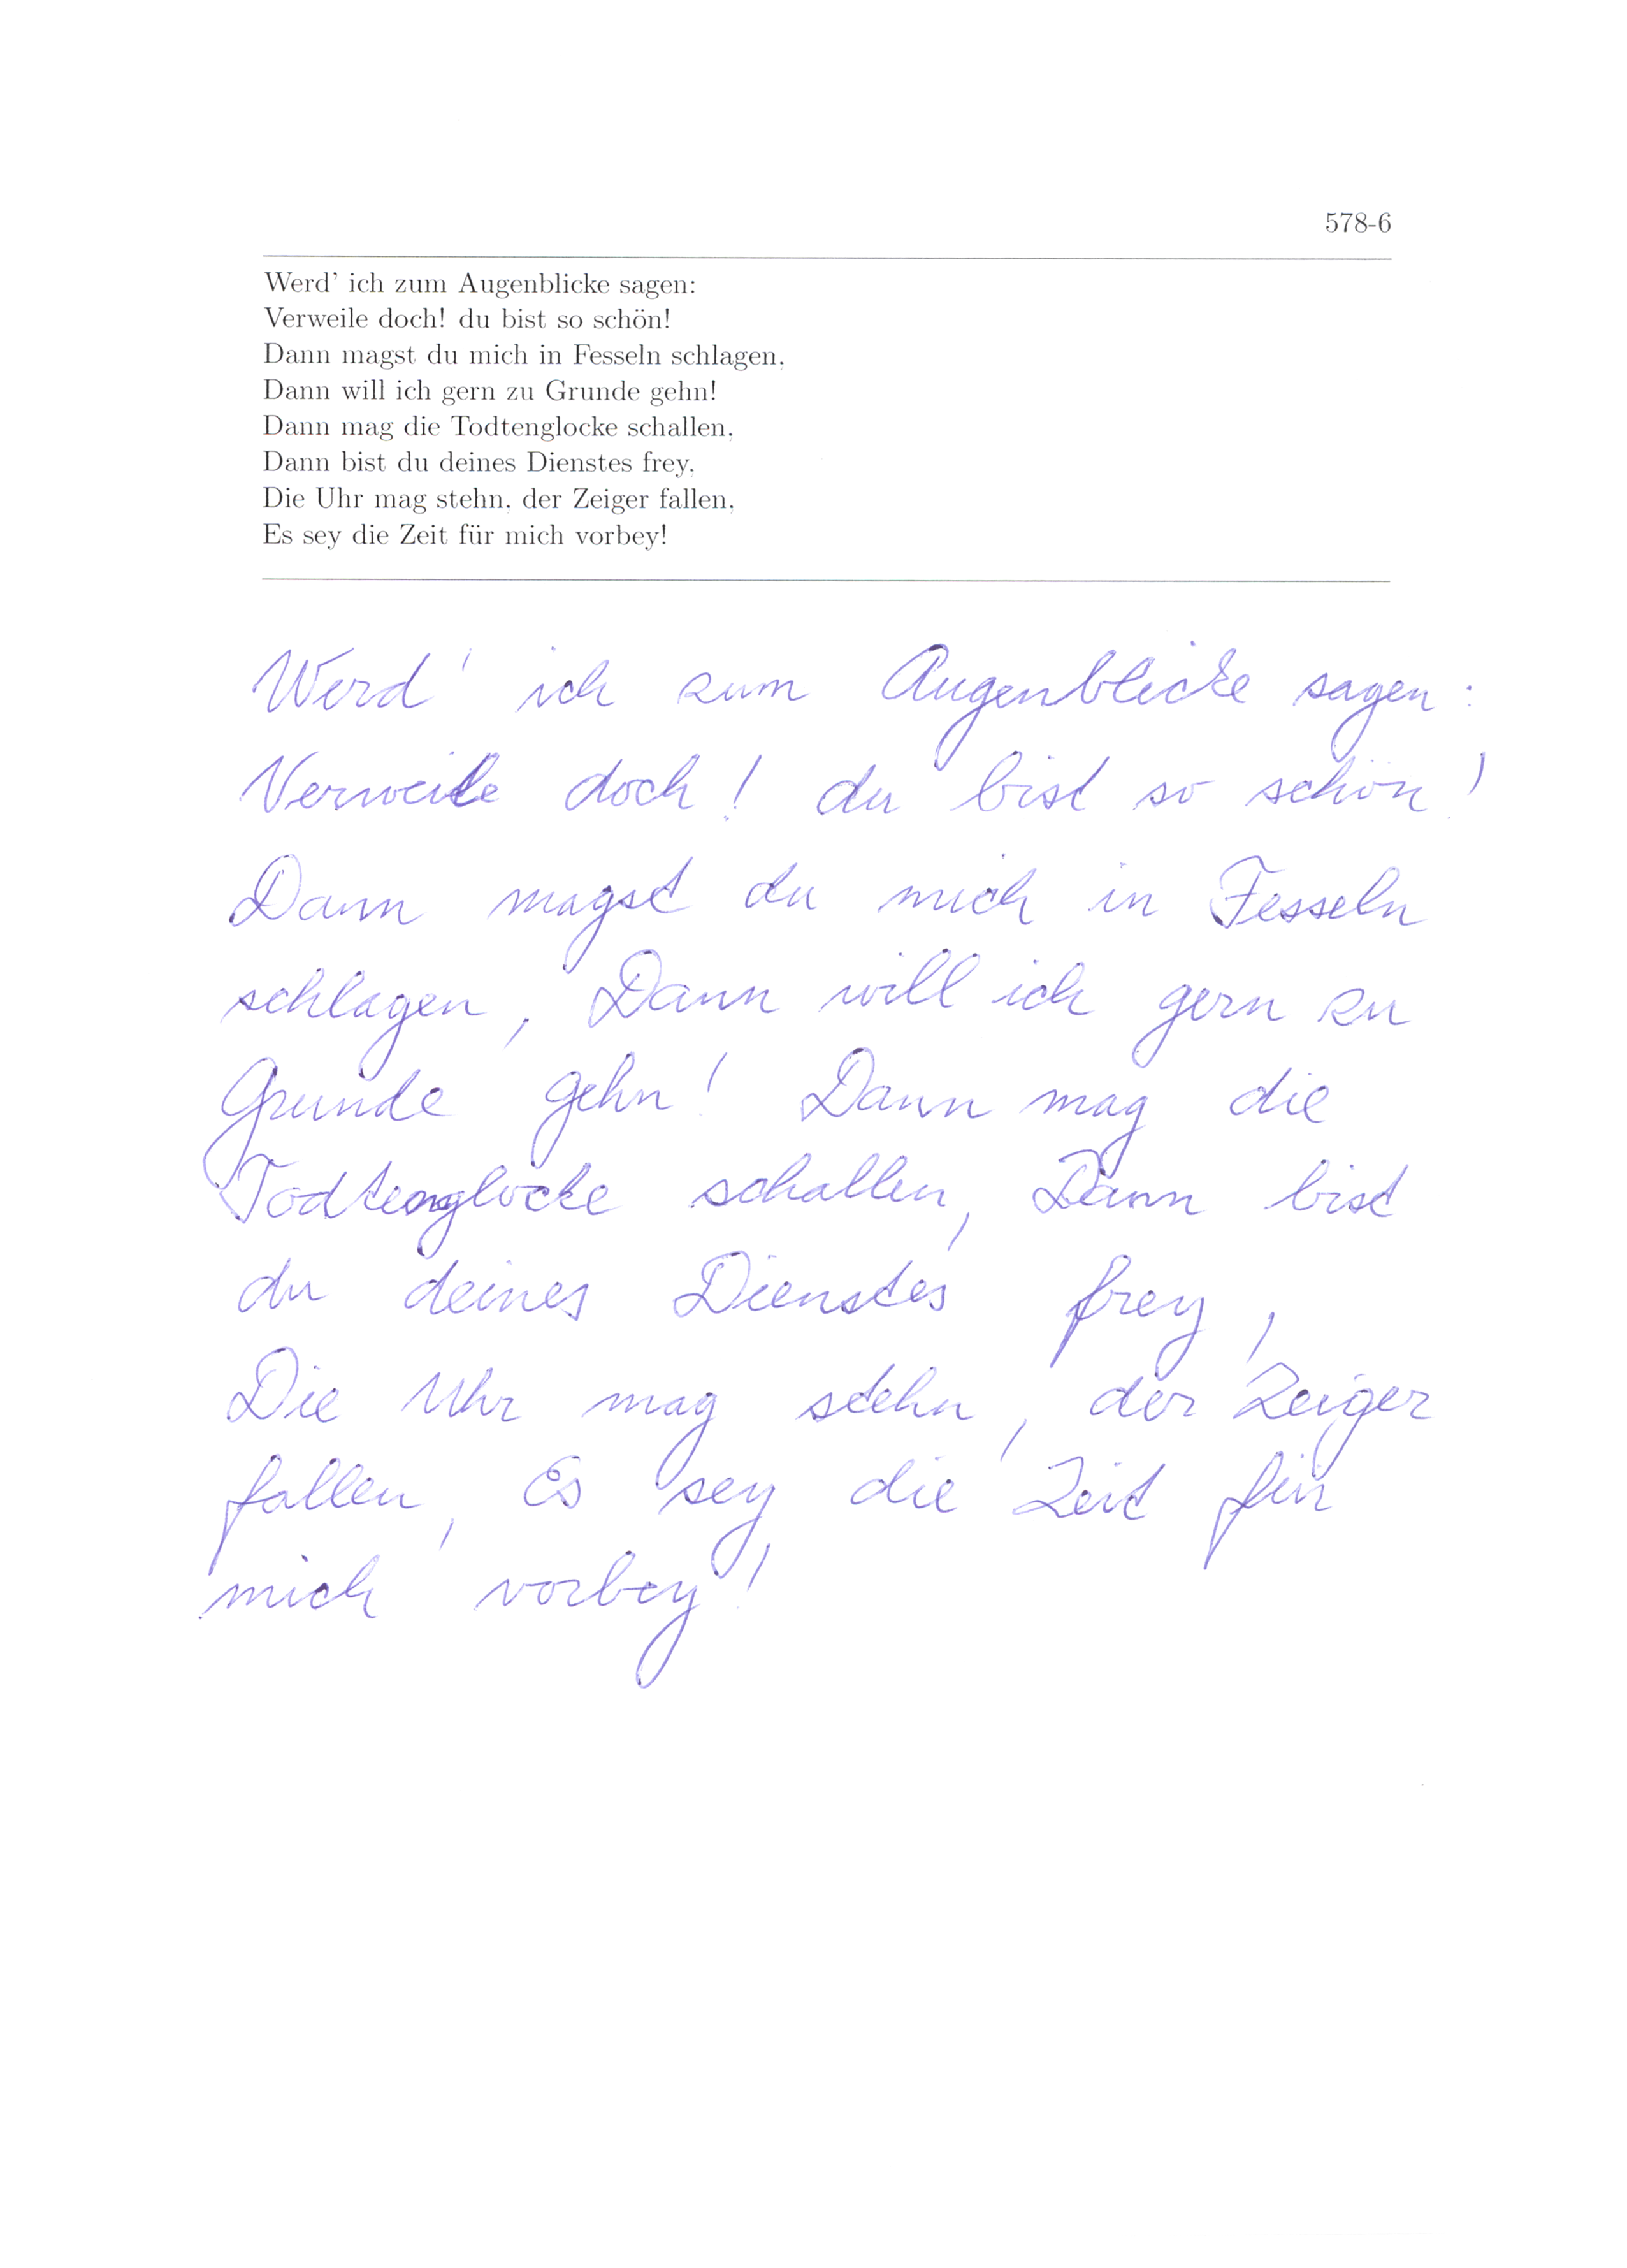 578-6
Werd' ich zum Augenblicke sagen:
Verweile doch! du bist so schön!
Dann magst du mich in Fesseln schlagen,
Dann will ich gern zu Grunde gehn!
Dann mag die Todtenglocke schallen,
Dann bist du deines Dienstes frey,
Die Uhr mag stehn, der Zeiger fallen,
Es sey die Zeit für mich vorbey!
Werd' ich zum Augenblicke sagen:
Verweile doch! du bist so schön!
Dann magst du mich in Fesseln
schlagen, Dann will ich gern zu
Grunde gehn! Dann mag die
Todtenglocke schallen, Dann bist
du deines Dienstes frey,
Die Uhr mag stehn, der Zeiger
fallen, Es sey die Zeit für
mich vorbey!